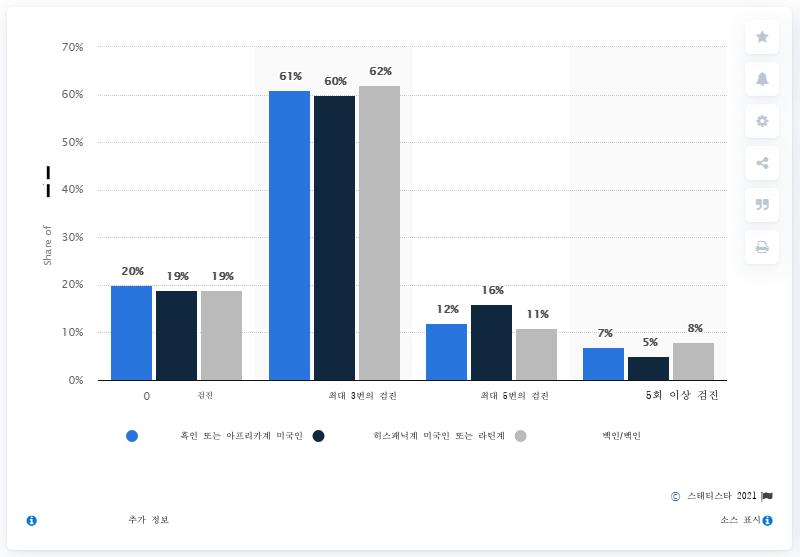 70%
61% 60% 62%
60%
50%
40%
30%
Share of
20% 19% 19%
20%
12% 16% 11%
10%
7% 5% 8%
0%
0 검진 최대 3번의 검진 최대 5번의 검진 5회 이상 검진
흑인 또는 아프리카계 미국인 히스패닉계 미국인 또는 라틴계 백인/백인
© 스태티스타 2021
추가 정보 소스 표시